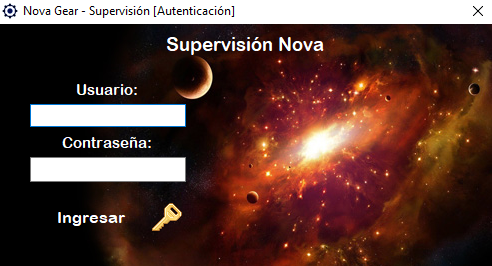 Nova Gear - Supervisión [Autenticación]
Supervisión Nova
Usuario:
Contraseña:
Ingresar